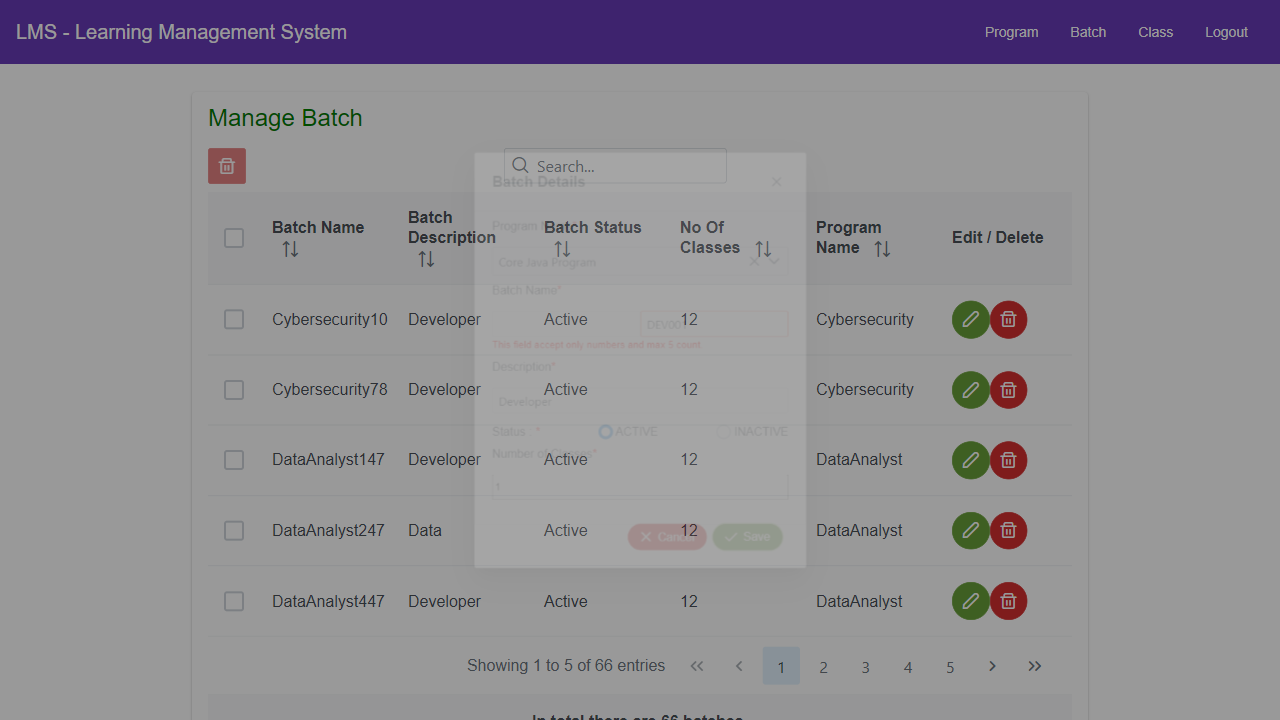 LMS - Learning Management System
Program Batch Class Logout
Manage Batch
Search...
Batch Details
Batch Name Batch Description Batch Status No Of Classes Program Name Edit / Delete
Program
Core Java Program
Batch Name*
Cybersecurity10 Developer Active 12 Cybersecurity
This field accept only numbers and max 5 count
Description*
Cybersecurity78 Developer Active 12 Cybersecurity
Developer
Status * ACTIVE INACTIVE
Number of Classes*
DataAnalyst147 Developer Active 12 DataAnalyst
1
DataAnalyst247 Data Active 12 DataAnalyst
Cancel Save
DataAnalyst447 Developer Active 12 DataAnalyst
Showing 1 to 5 of 66 entries << < 1 2 3 4 5 > >>
In total there are 66 batches.